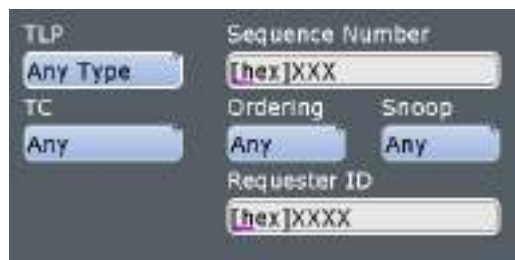 TLP Sequence Number
Any Type [hex]XXX
TC Ordering Snoop
Any Any Any
Requester ID
[hex]XXXX